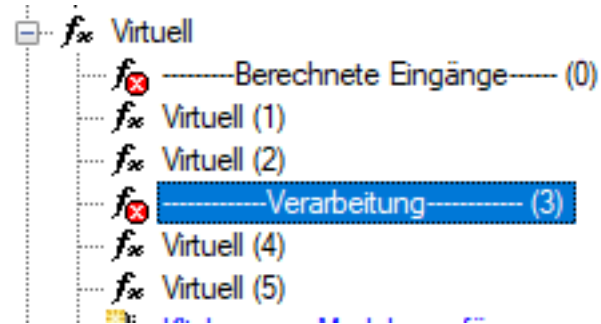 Virtuell
---------Berechnete Eingänge------ (0)
Virtuell (1)
Virtuell (2)
-------------Verarbeitung------------ (3)
Virtuell (4)
Virtuell (5)